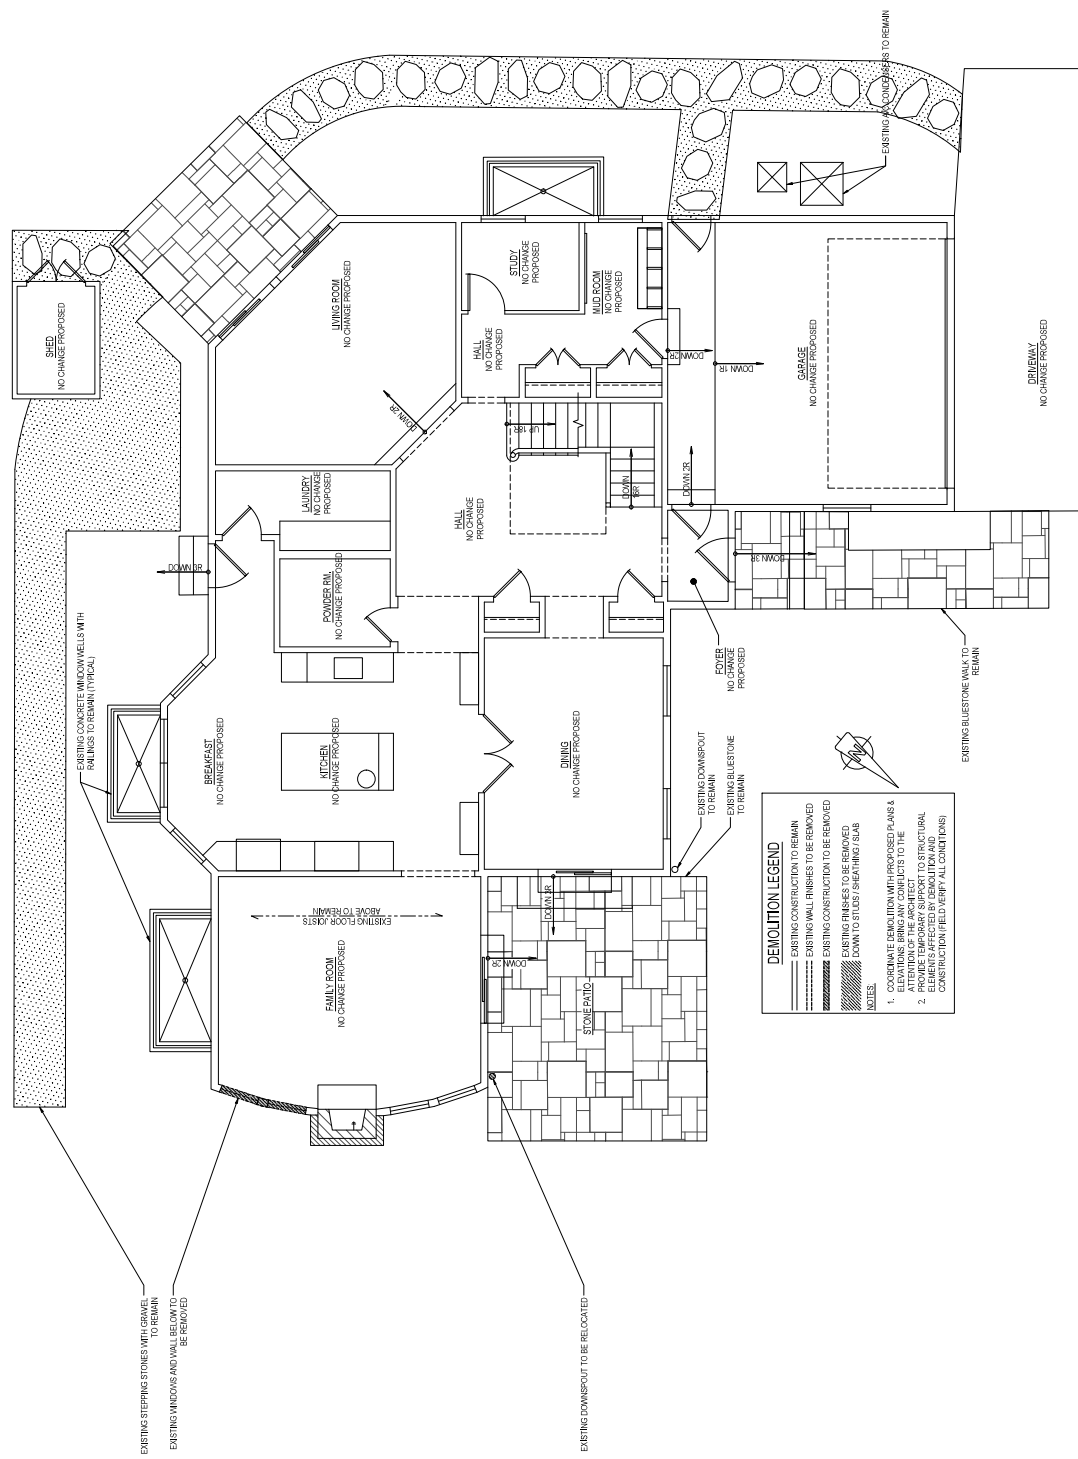 EXISTING STEPPING STONES WITH GRAVEL
TO REMAIN
EXISTING WINDOWS AND WALL BELOW TO
BE REMOVED
EXISTING CONCRETE WINDOW WELLS WITH
RAILINGS TO REMAIN (TYPICAL)
SHED
NO CHANGE PROPOSED
DOWN 3R
BREAKFAST
NO CHANGE PROPOSED
LIVING ROOM
NO CHANGE PROPOSED
DOWN 2R
LAUNDRY
NO CHANGE
PROPOSED
POWDER RM.
NO CHANGE PROPOSED
KITCHEN
NO CHANGE PROPOSED
FAMILY ROOM
NO CHANGE PROPOSED
EXISTING FLOOR JOISTS
ABOVE TO REMAIN
HALL
NO CHANGE
PROPOSED
HALL
NO CHANGE
PROPOSED
STUDY
NO CHANGE
PROPOSED
MUD ROOM
NO CHANGE
PROPOSED
UP 18R
DOWN
16R
DINING
NO CHANGE PROPOSED
DOWN 3R
DOWN 2R
STONE PATIO
EXISTING DOWNSPOUT TO BE RELOCATED
DOWN 2R
DOWN 1R
DOWN 2R
FOYER
NO CHANGE
PROPOSED
DOWN 3R
EXISTING DOWNSPOUT
TO REMAIN
EXISTING BLUESTONE
TO REMAIN
GARAGE
NO CHANGE PROPOSED
EXISTING A/C CONDENSERS TO REMAIN
DRIVEWAY
NO CHANGE PROPOSED
EXISTING BLUESTONE WALK TO
REMAIN
N
DEMOLITION LEGEND
EXISTING CONSTRUCTION TO REMAIN
EXISTING WALL FINISHES TO BE REMOVED
EXISTING CONSTRUCTION TO BE REMOVED
EXISTING FINISHES TO BE REMOVED
DOWN TO STUDS / SHEATHING / SLAB
NOTES:
1. COORDINATE DEMOLITION WITH PROPOSED PLANS &
ELEVATIONS; BRING ANY CONFLICTS TO THE
ATTENTION OF THE ARCHITECT
2. PROVIDE TEMPORARY SUPPORT TO STRUCTURAL
ELEMENTS AFFECTED BY DEMOLITION AND
CONSTRUCTION (FIELD VERIFY ALL CONDITIONS)